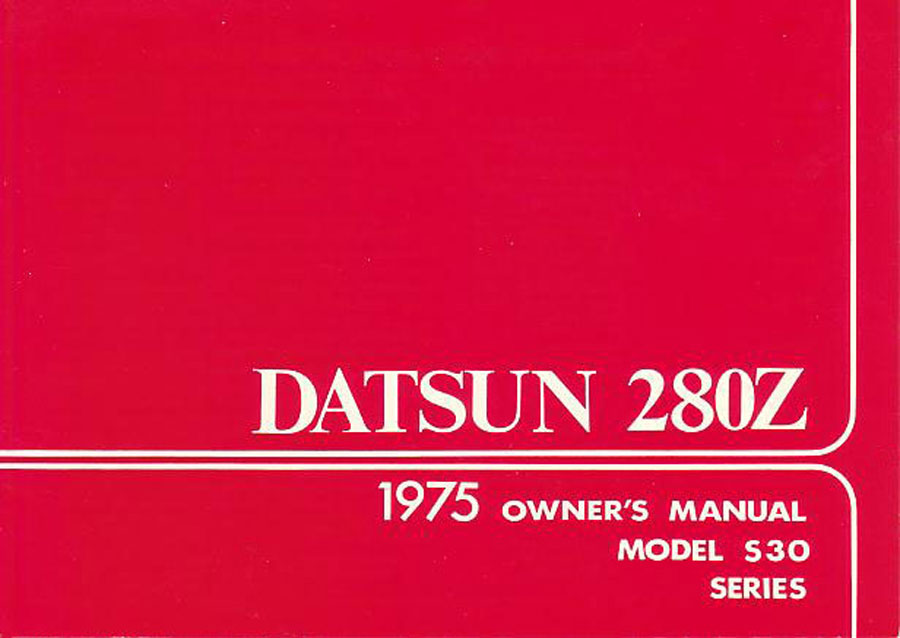 DATSUN 280Z
1975 OWNER'S MANUAL
MODEL S30
SERIES